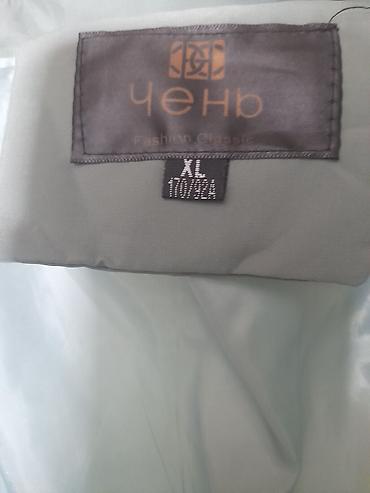 Чень
Fashion Classic
XL
170/92A